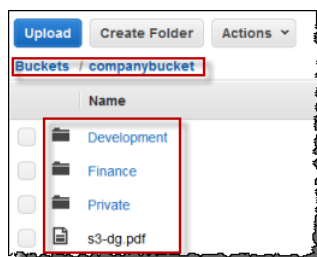 Upload Create Folder Actions
Buckets / companybucket
Name
Development
Finance
Private
s3-dg.pdf